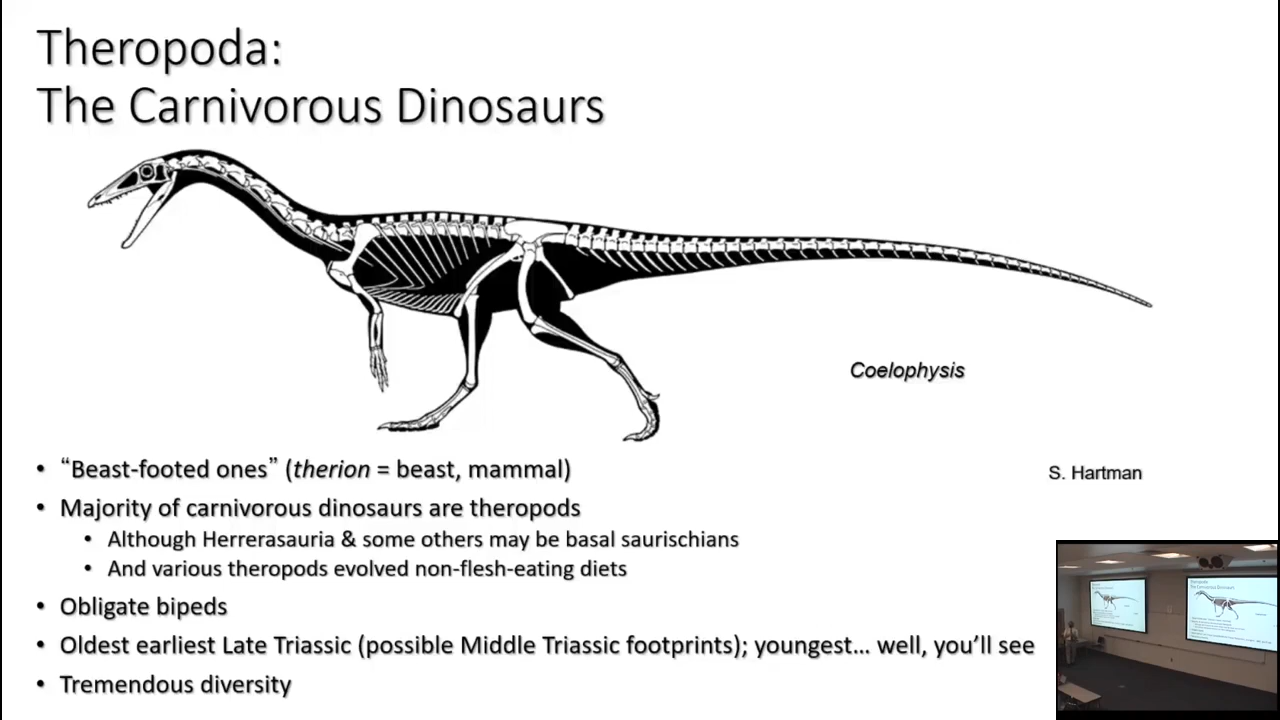 Theropoda:
The Carnivorous Dinosaurs
Coelophysis
• “Beast-footed ones” (therion = beast, mammal)
S. Hartman
• Majority of carnivorous dinosaurs are theropods
• Although Herrerasauria & some others may be basal saurischians
• And various theropods evolved non-flesh-eating diets
• Obligate bipeds
• Oldest earliest Late Triassic (possible Middle Triassic footprints); youngest... well, you’ll see
• Tremendous diversity